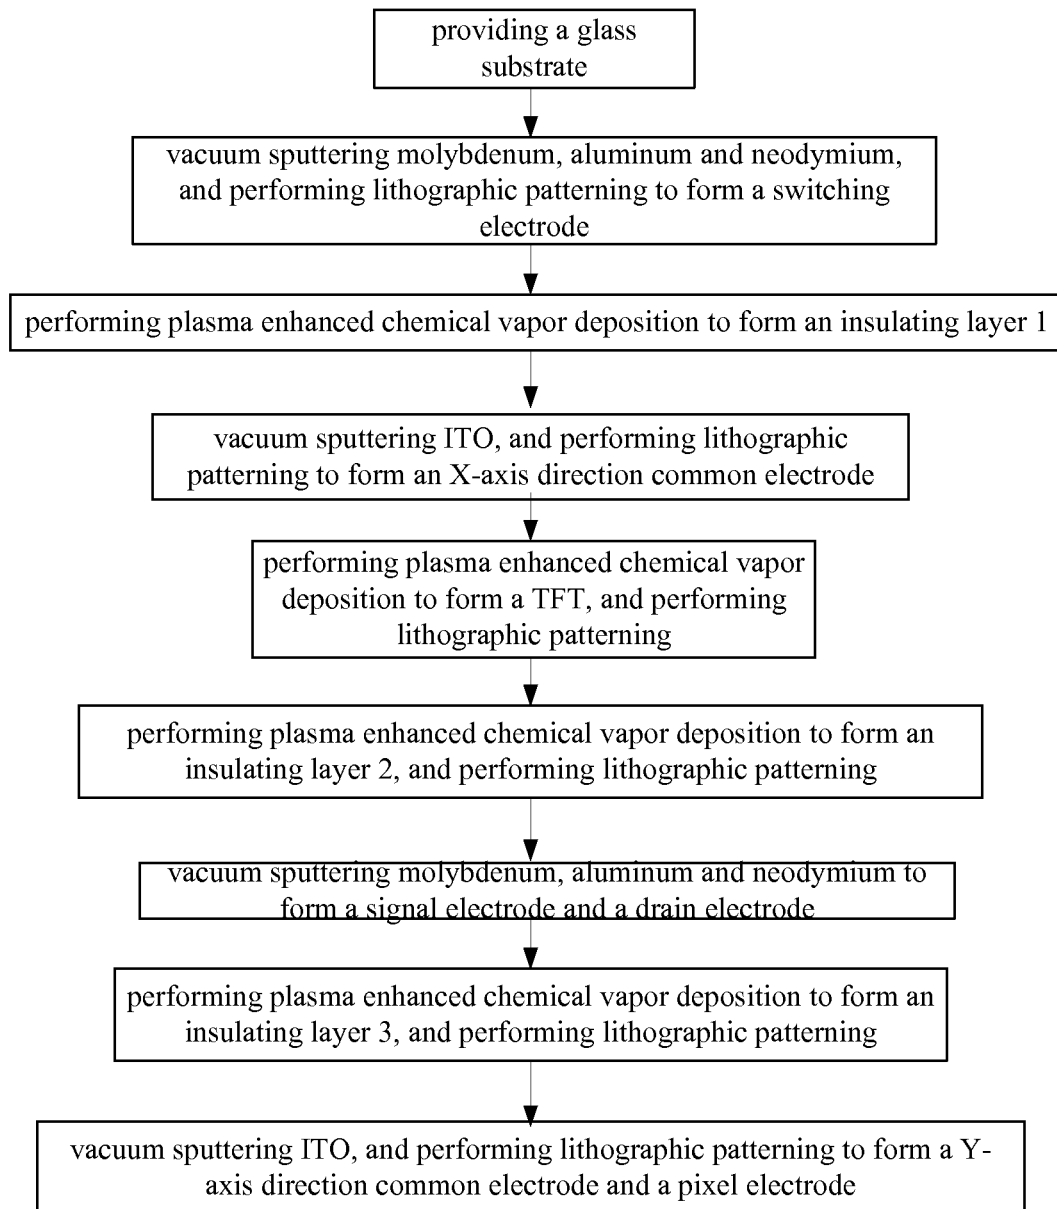 providing a glass
substrate
vacuum sputtering molybdenum, aluminum and neodymium,
and performing lithographic patterning to form a switching
electrode
performing plasma enhanced chemical vapor deposition to form an insulating layer 1
vacuum sputtering ITO, and performing lithographic
patterning to form an X-axis direction common electrode
performing plasma enhanced chemical vapor
deposition to form a TFT, and performing
lithographic patterning
performing plasma enhanced chemical vapor deposition to form an
insulating layer 2, and performing lithographic patterning
vacuum sputtering molybdenum, aluminum and neodymium to
form a signal electrode and a drain electrode
performing plasma enhanced chemical vapor deposition to form an
insulating layer 3, and performing lithographic patterning
vacuum sputtering ITO, and performing lithographic patterning to form a Y-
axis direction common electrode and a pixel electrode